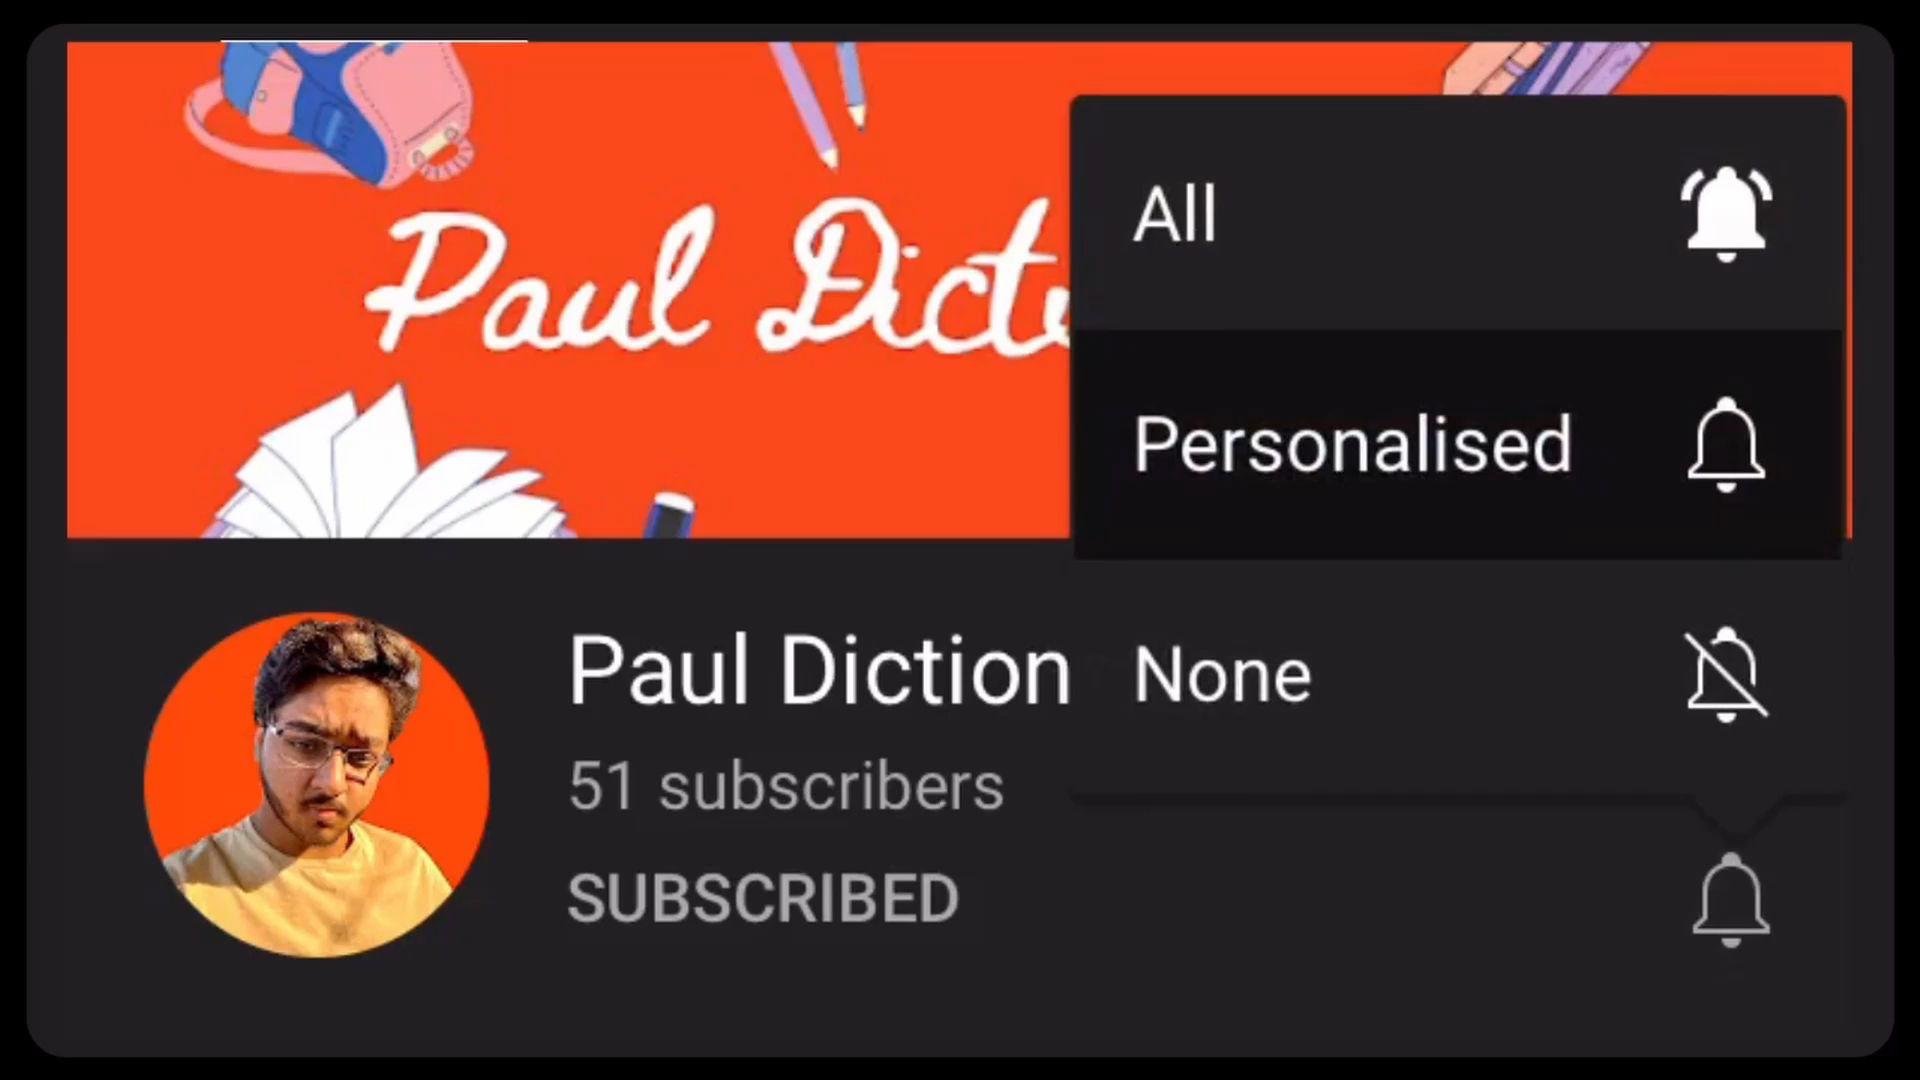 Paul Dict
All
Personalised
None
Paul Diction
51 subscribers
SUBSCRIBED